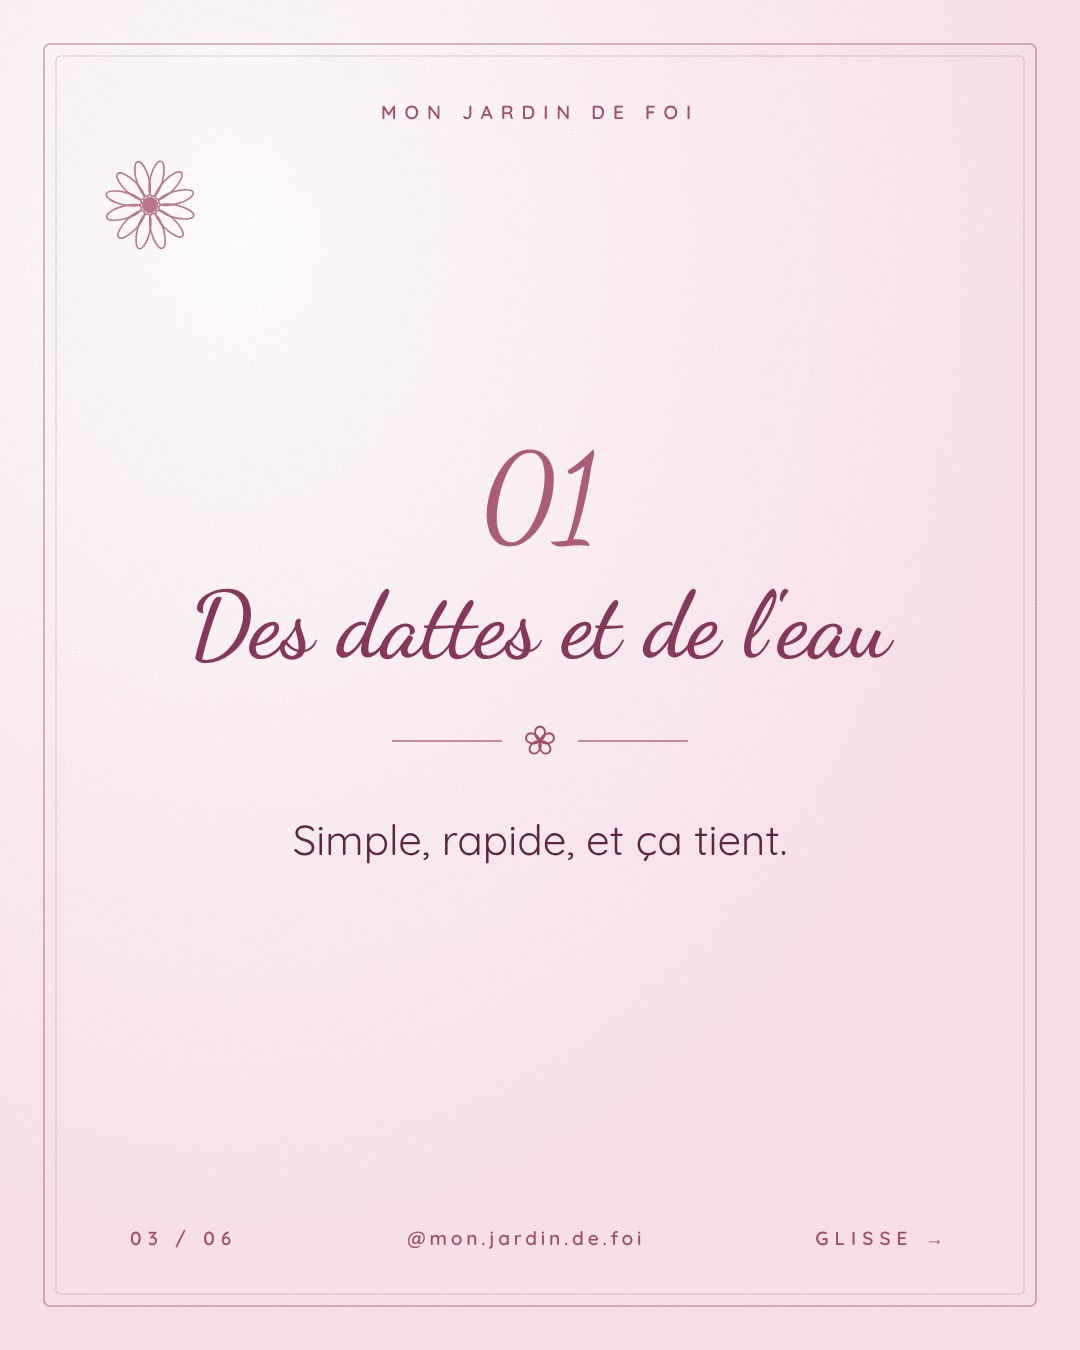 MON JARDIN DE FOI
01
Des dattes et de l'eau
Simple, rapide, et ça tient.
03 / 06
@mon.jardin.de.foi
GLISSE →